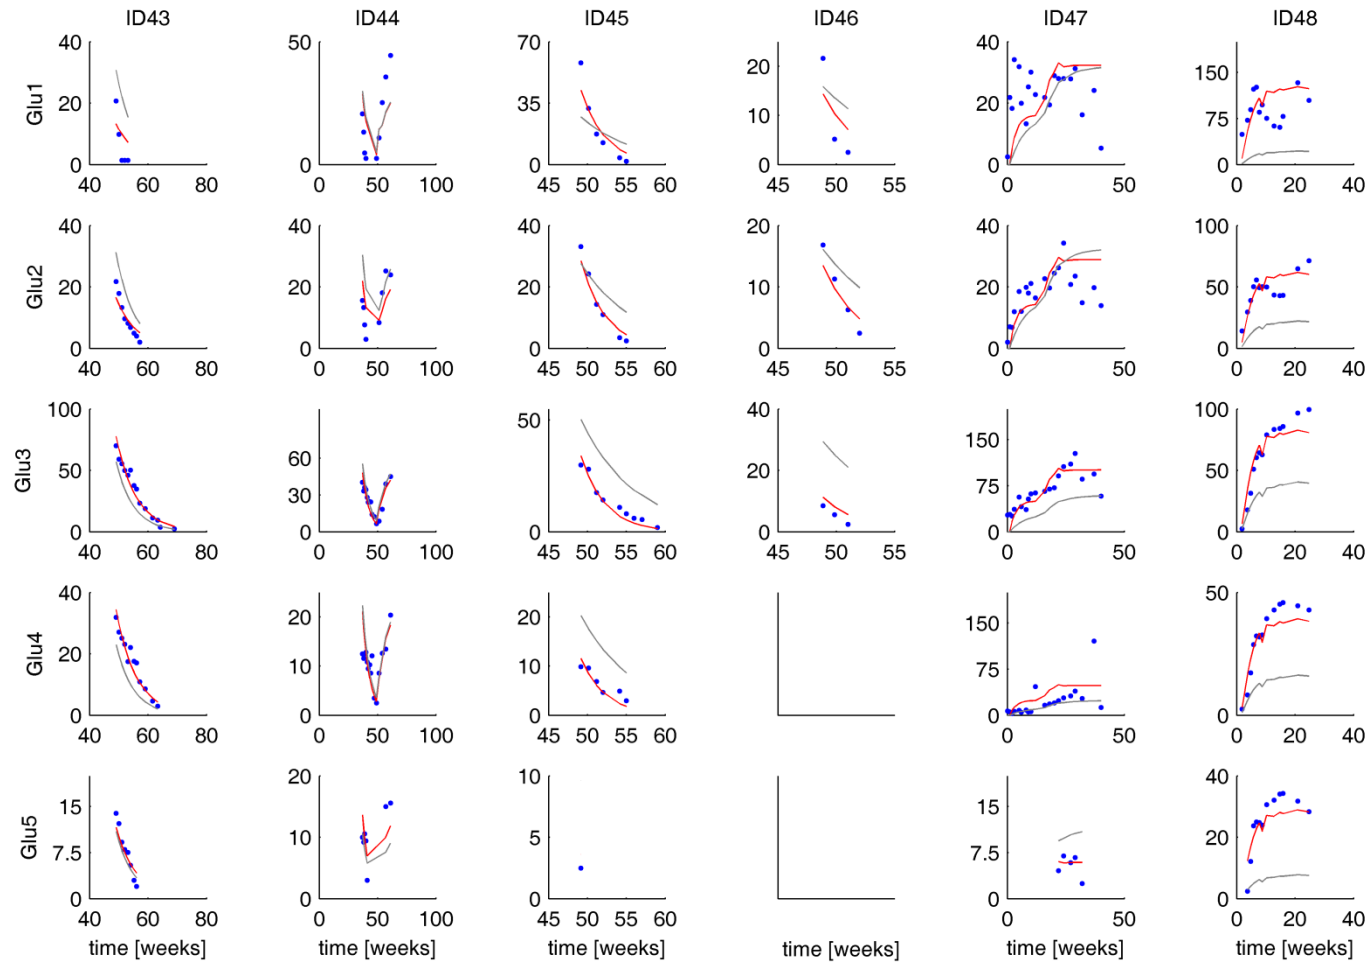 ID43 ID44 ID45 ID46 ID47 ID48
Glu1
40 50 70 20 40 150
20 25 35 10 20 75
0 0 0 0 0 0
40 60 80 0 50 100 45 50 55 45 50 55 0 50 0 20 40
Glu2
40 40 40 20 40 100
20 20 20 10 20 50
0 0 0 0 0 0
40 60 80 0 50 100 45 50 55 60 45 50 55 0 50 0 20 40
Glu3
100 60 50 40 150 100
50 30 20 75 50
0 0 0 0 0 0
40 60 80 0 50 100 45 50 55 60 45 50 55 0 50 0 20 40
Glu4
40 20 20 150 50
20 10 10 75
0 0 0 0 0
40 60 80 0 50 100 45 50 55 60 0 50 0 20 40
Glu5
15 20 10 15 40
7.5 10 5 7.5 20
0 0 0 0 0
40 60 80 0 50 100 45 50 55 60 0 50 0 20 40
time [weeks] time [weeks] time [weeks] time [weeks] time [weeks] time [weeks]